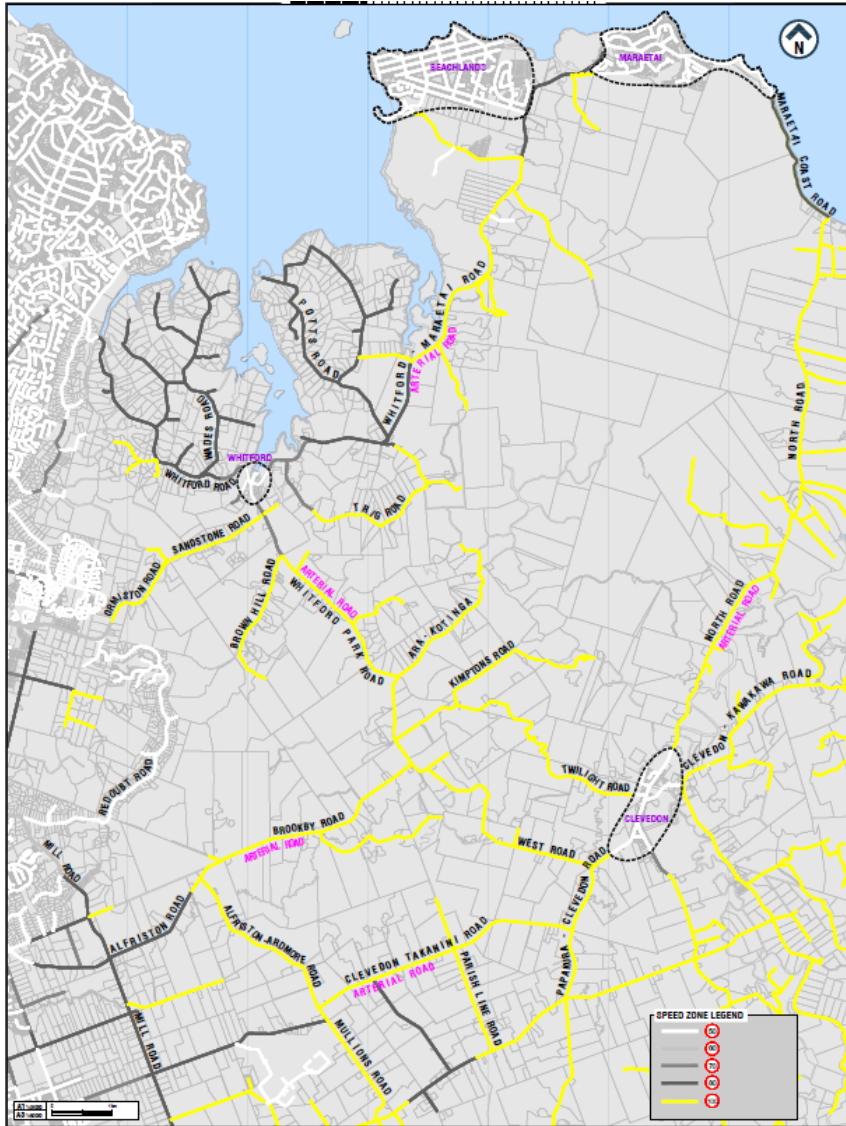 N
BEACHLANDS
MARAETAI
MARAETAI COAST ROAD
WHITFORD - MARAETAI ROAD
ARTERIAL ROAD
POTTS ROAD
NORTH ROAD
WADES ROAD
WHITFORD
WHITFORD ROAD
TRIG ROAD
SANDSTONE ROAD
ORMISTON ROAD
BROWN HILL ROAD
ARTERIAL ROAD
WHITFORD PARK ROAD
ARA - KOTINGA
KIMPTONS ROAD
NORTH ROAD
ARTERIAL ROAD
CLEVEDON - KAWAKAWA ROAD
TWILIGHT ROAD
CLEVEDON
REDOUBT ROAD
BROOKBY ROAD
ARTERIAL ROAD
WEST ROAD
MILL ROAD
ALFRISTON ROAD
ALFRISTON-ARDMORE ROAD
CLEVEDON TAKANINI ROAD
ARTERIAL ROAD
PAPAKURA - CLEVEDON ROAD
PARISH LINE ROAD
MULLIONS ROAD
MILL ROAD
SPEED ZONE LEGEND
50
60
70
80
100
A1
A3